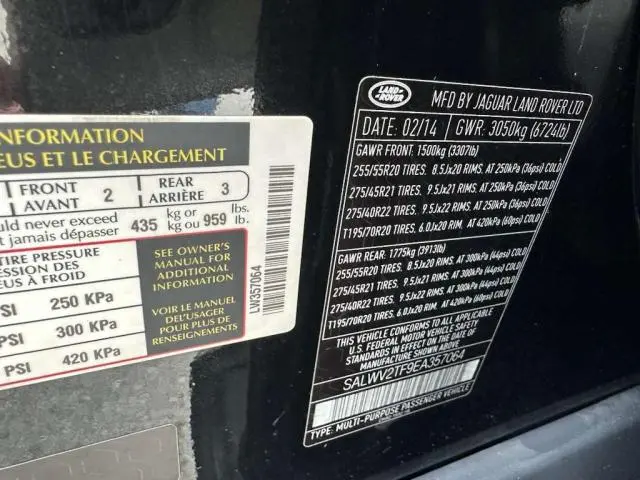 NFORMATION
EUS ET LE CHARGEMENT
FRONT
AVANT 2
REAR
ARRIÈRE 3
ould never exceed
t jamais dépasser 435 kg or kg ou 959 lbs. lb.
TIRE PRESSURE
ESSION DES
EUS À FROID
SI 250 KPa
PSI 300 KPa
PSI 420 KPa
SEE OWNER'S
MANUAL FOR
ADDITIONAL
INFORMATION
VOIR LE MANUEL
DEL'USAGER
POUR PLUS DE
RENSEIGNEMENTS
LW357064
LAND ROVER
MFD BY JAGUAR LAND ROVER LTD
DATE: 02/14 GWR: 3050kg (6724lb)
GAWR FRONT: 1500kg (3307lb)
255/55R20 TIRES. 8.5Jx20 RIMS. AT 250kPa (36psi) COLD
275/45R21 TIRES. 9.5Jx21 RIMS. AT 250kPa (36psi) COLD
275/40R22 TIRES. 9.5Jx22 RIMS. AT 250kPa (36psi) COLD
T195/70R20 TIRES. 6.0Jx20 RIM. AT 420kPa (60psi) COLD
GAWR REAR: 1775kg (3913lb)
255/55R20 TIRES. 8.5Jx20 RIMS. AT 300kPa (44psi) COLD
275/45R21 TIRES. 9.5Jx21 RIMS. AT 300kPa (44psi) COLD
275/40R22 TIRES. 9.5Jx22 RIMS. AT 300kPa (44psi) COLD
T195/70R20 TIRES. 6.0Jx20 RIM. AT 420kPa (60psi) COLD
THIS VEHICLE CONFORMS TO ALL APPLICABLE
U.S. FEDERAL MOTOR VEHICLE SAFETY AND THEFT PREVENTION
STANDARDS IN EFFECT ON THE DATE OF MANUFACTURE SHOWN ABOVE.
SALWV2TF9EA357064
TYPE: MULTI-PURPOSE PASSENGER VEHICLE